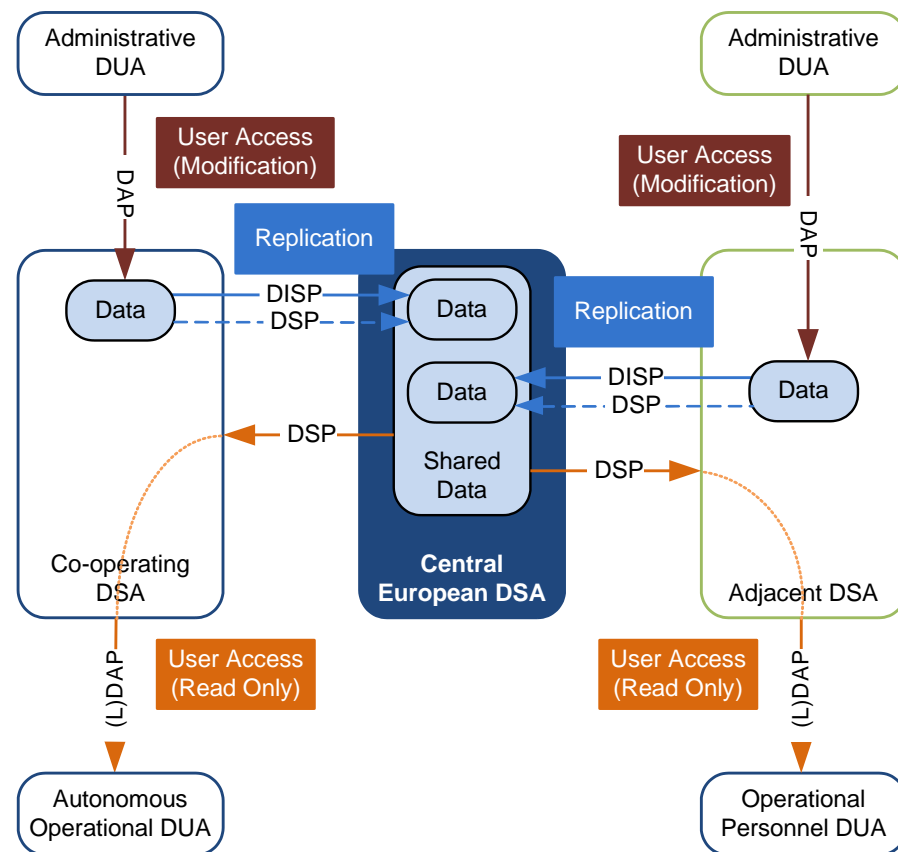 Administrative
DUA
Administrative
DUA
User Access
(Modification)
User Access
(Modification)
DAP
DAP
Replication
Replication
Data
DISP
DSP
Data
Data
DISP
DSP
Data
DSP
Shared
Data
DSP
Co-operating
DSA
Central
European DSA
Adjacent DSA
User Access
(Read Only)
User Access
(Read Only)
(L)DAP
(L)DAP
Autonomous
Operational DUA
Operational
Personnel DUA